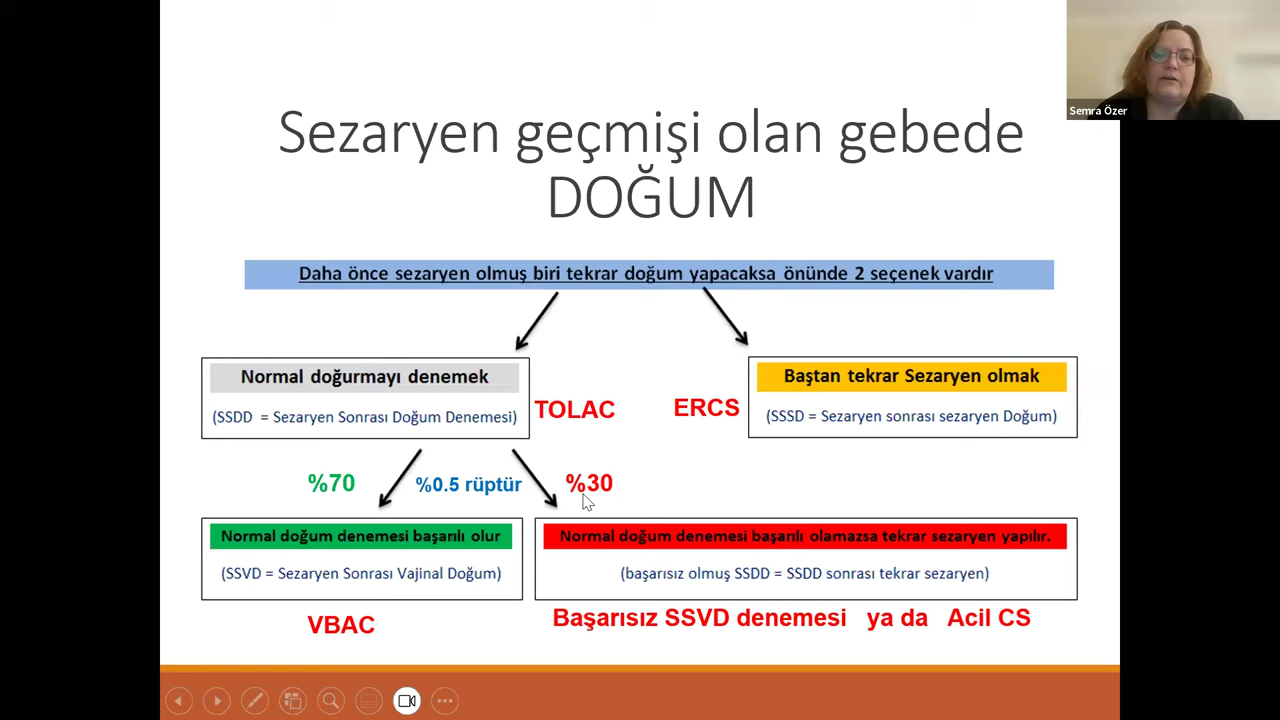 Semra Özer
Sezaryen geçmişi olan gebede
DOĞUM
Daha önce sezaryen olmuş biri tekrar doğum yapacaksa önünde 2 seçenek vardır
Normal doğurmayı denemek
(SSDD = Sezaryen Sonrası Doğum Denemesi)
TOLAC
ERCS
Baştan tekrar Sezaryen olmak
(SSSD = Sezaryen sonrası sezaryen Doğum)
%70
%0.5 rüptür
%30
Normal doğum denemesi başarılı olur
(SSVD = Sezaryen Sonrası Vajinal Doğum)
VBAC
Normal doğum denemesi başarılı olamazsa tekrar sezaryen yapılır.
(başarısız olmuş SSDD = SSDD sonrası tekrar sezaryen)
Başarısız SSVD denemesi ya da Acil CS